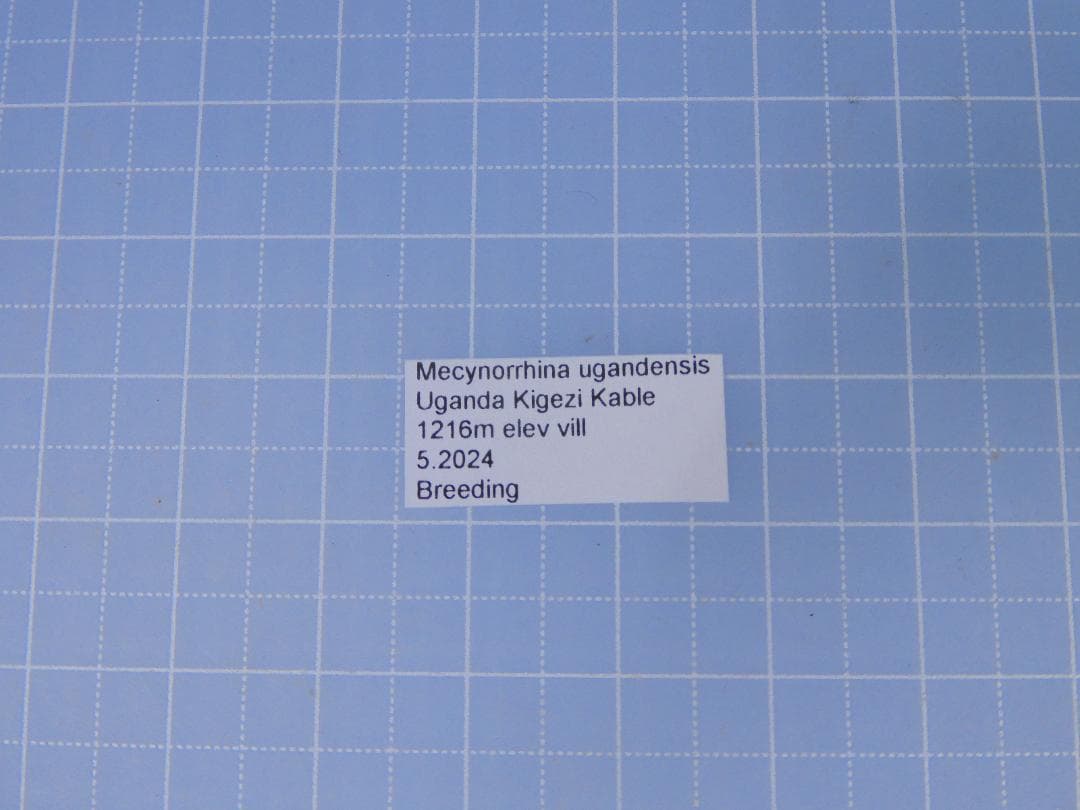 Mecynorrhina ugandensis
Uganda Kigezi Kable
1216m elev vill
5.2024
Breeding